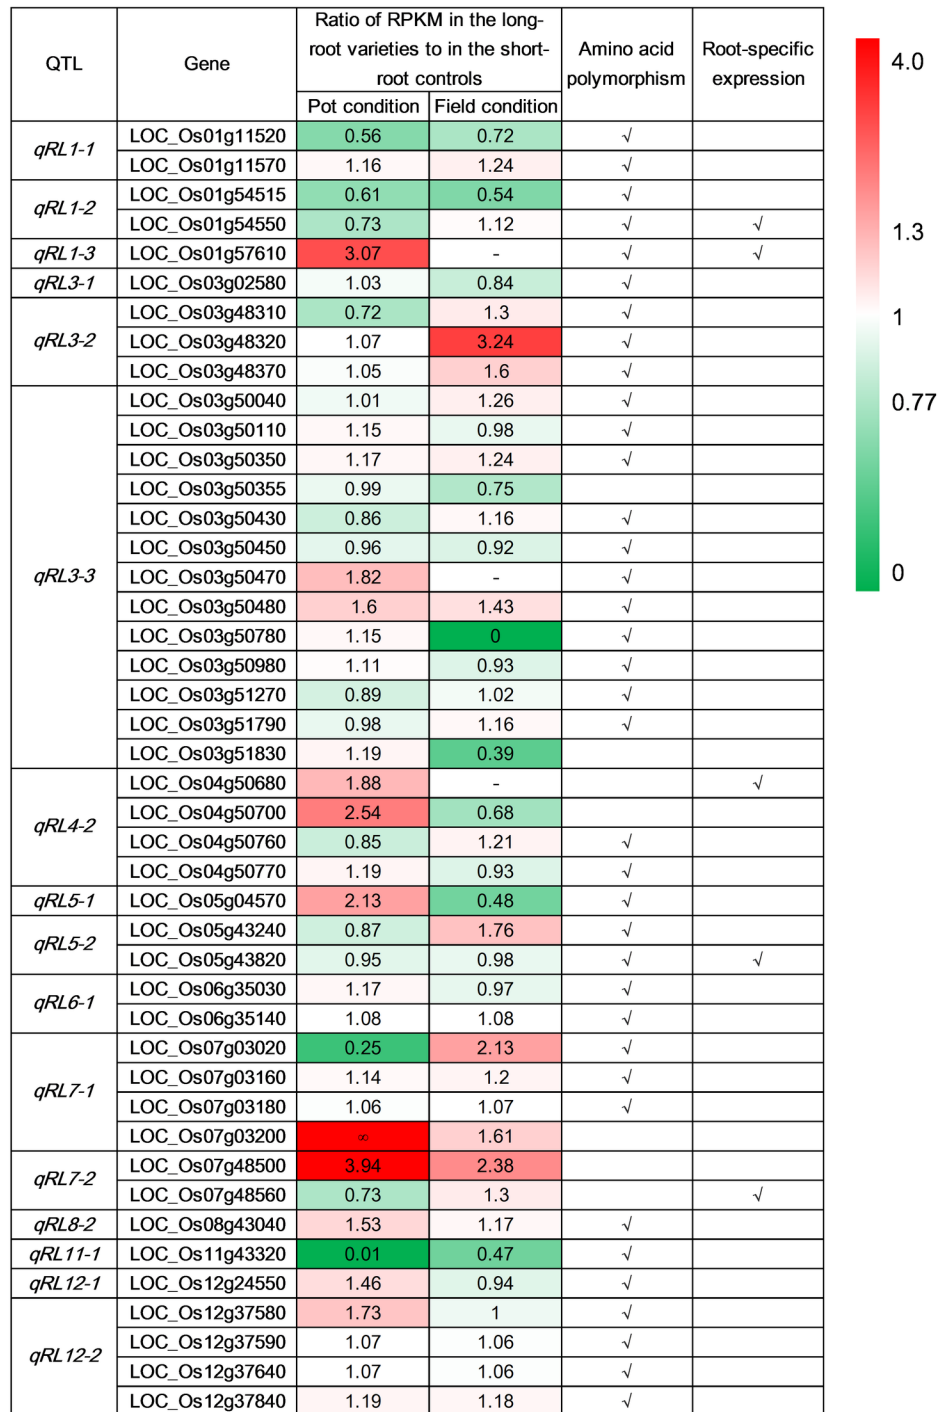 QTL
Gene
Ratio of RPKM in the long-
root varieties to in the short-
root controls
Amino acid
polymorphism
Root-specific
expression
Pot condition Field condition
qRL1-1
LOC_Os01g11520 0.56 0.72 √
LOC_Os01g11570 1.16 1.24 √
qRL1-2
LOC_Os01g54515 0.61 0.54 √
LOC_Os01g54550 0.73 1.12 √ √
qRL1-3 LOC_Os01g57610 3.07 - √ √
qRL3-1 LOC_Os03g02580 1.03 0.84 √
qRL3-2
LOC_Os03g48310 0.72 1.3 √
LOC_Os03g48320 1.07 3.24 √
LOC_Os03g48370 1.05 1.6 √
qRL3-3
LOC_Os03g50040 1.01 1.26 √
LOC_Os03g50110 1.15 0.98 √
LOC_Os03g50350 1.17 1.24 √
LOC_Os03g50355 0.99 0.75
LOC_Os03g50430 0.86 1.16 √
LOC_Os03g50450 0.96 0.92 √
LOC_Os03g50470 1.82 - √
LOC_Os03g50480 1.6 1.43 √
LOC_Os03g50780 1.15 0 √
LOC_Os03g50980 1.11 0.93 √
LOC_Os03g51270 0.89 1.02 √
LOC_Os03g51790 0.98 1.16 √
LOC_Os03g51830 1.19 0.39
qRL4-2
LOC_Os04g50680 1.88 - √
LOC_Os04g50700 2.54 0.68
LOC_Os04g50760 0.85 1.21 √
LOC_Os04g50770 1.19 0.93 √
qRL5-1 LOC_Os05g04570 2.13 0.48 √
qRL5-2
LOC_Os05g43240 0.87 1.76 √
LOC_Os05g43820 0.95 0.98 √ √
qRL6-1
LOC_Os06g35030 1.17 0.97 √
LOC_Os06g35140 1.08 1.08 √
qRL7-1
LOC_Os07g03020 0.25 2.13 √
LOC_Os07g03160 1.14 1.2 √
LOC_Os07g03180 1.06 1.07 √
LOC_Os07g03200 ∞ 1.61
qRL7-2
LOC_Os07g48500 3.94 2.38
LOC_Os07g48560 0.73 1.3 √
qRL8-2 LOC_Os08g43040 1.53 1.17 √
qRL11-1 LOC_Os11g43320 0.01 0.47 √
qRL12-1 LOC_Os12g24550 1.46 0.94 √
qRL12-2
LOC_Os12g37580 1.73 1 √
LOC_Os12g37590 1.07 1.06 √
LOC_Os12g37640 1.07 1.06 √
LOC_Os12g37840 1.19 1.18 √
4.0
1.3
1
0.77
0